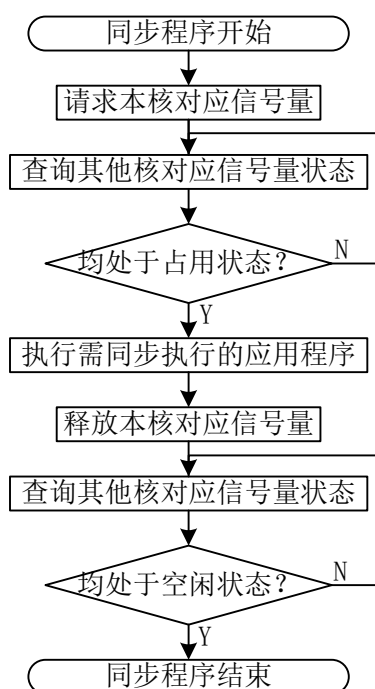 同步程序开始
请求本核对应信号量
查询其他核对应信号量状态
均处于占用状态？
N
Y
执行需同步执行的应用程序
释放本核对应信号量
查询其他核对应信号量状态
均处于空闲状态？
N
Y
同步程序结束